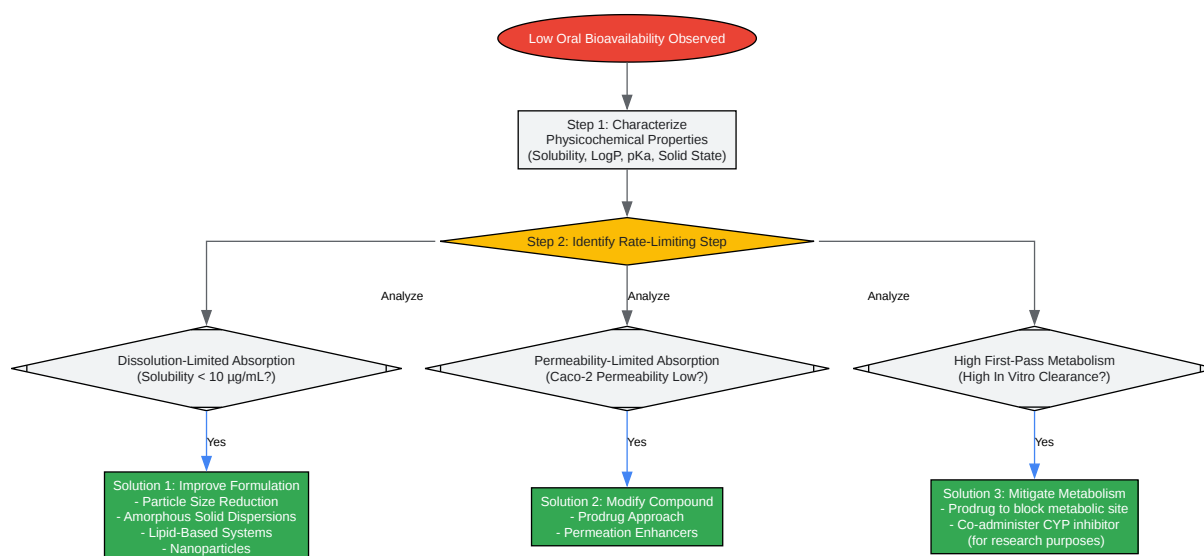 Low Oral Bioavailability Observed
Step 1: Characterize
Physicochemical Properties
(Solubility, LogP, pKa, Solid State)
Step 2: Identify Rate-Limiting Step
Analyze
Analyze
Analyze
Dissolution-Limited Absorption
(Solubility < 10 µg/mL?)
Permeability-Limited Absorption
(Caco-2 Permeability Low?)
High First-Pass Metabolism
(High In Vitro Clearance?)
Yes
Yes
Yes
Solution 1: Improve Formulation
- Particle Size Reduction
- Amorphous Solid Dispersions
- Lipid-Based Systems
- Nanoparticles
Solution 2: Modify Compound
- Prodrug Approach
- Permeation Enhancers
Solution 3: Mitigate Metabolism
- Prodrug to block metabolic site
- Co-administer CYP inhibitor
(for research purposes)